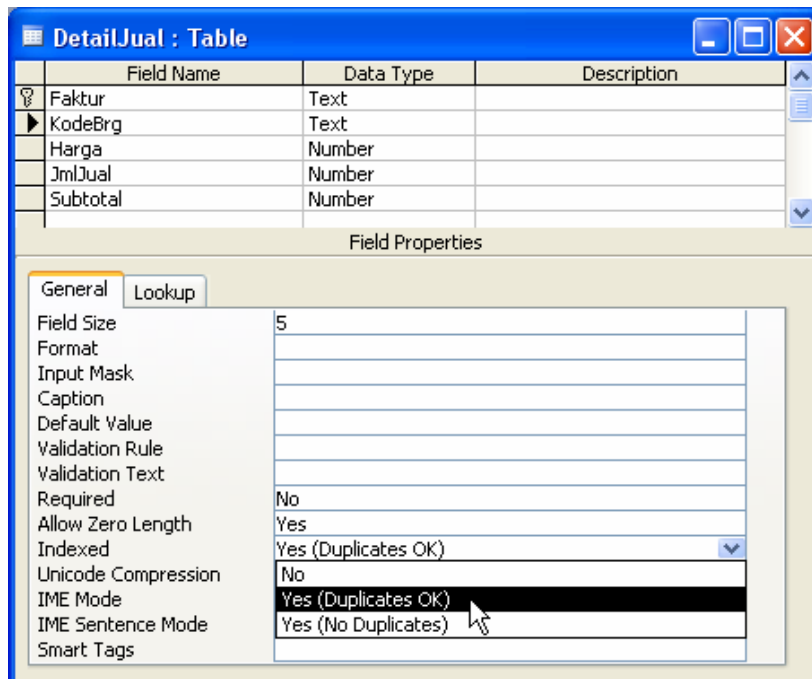 DetailJual : Table
Field Name Data Type Description
Faktur Text
KodeBrg Text
Harga Number
JmlJual Number
Subtotal Number
Field Properties
General Lookup
Field Size 5
Format
Input Mask
Caption
Default Value
Validation Rule
Validation Text
Required No
Allow Zero Length Yes
Indexed Yes (Duplicates OK)
Unicode Compression No
IME Mode Yes (Duplicates OK)
IME Sentence Mode Yes (No Duplicates)
Smart Tags